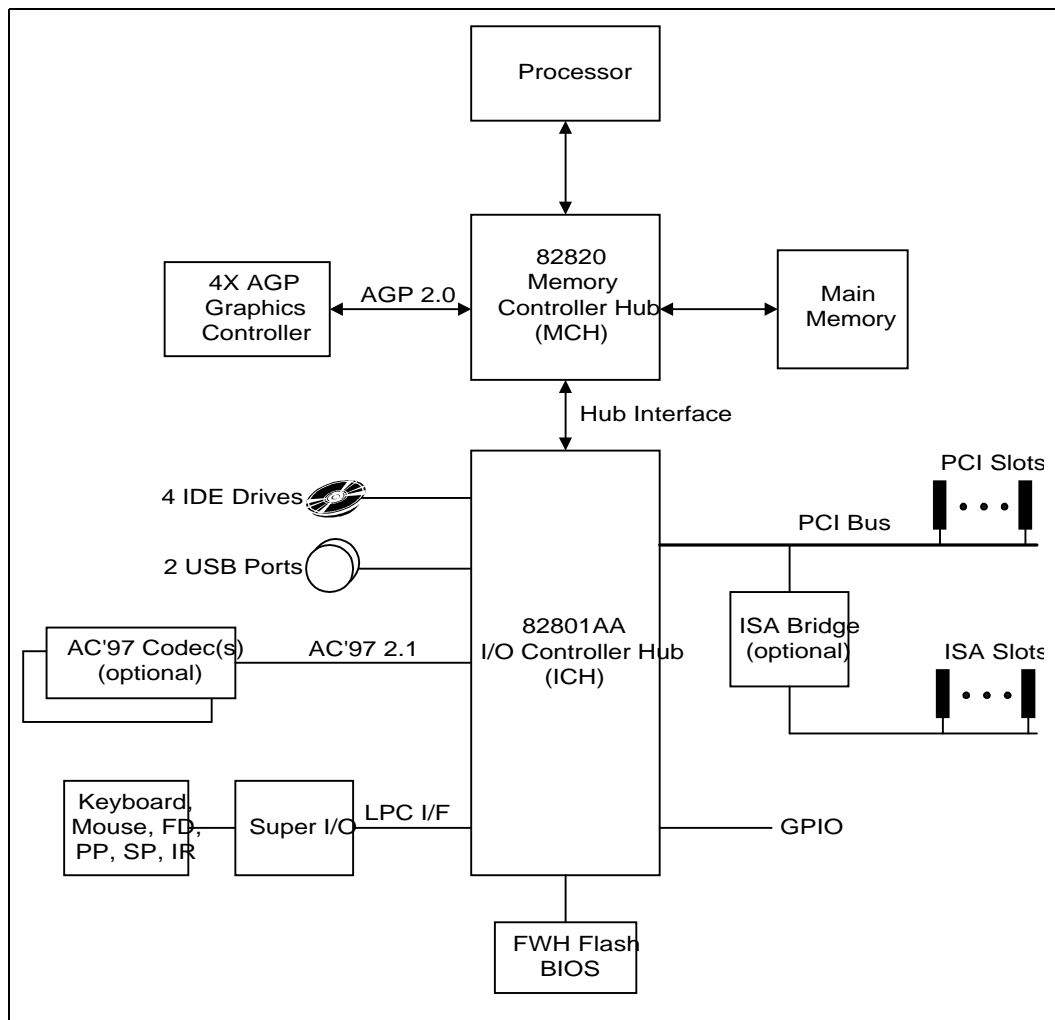 Processor
82820
Memory
Controller Hub
(MCH)
4X AGP
Graphics
Controller
AGP 2.0
Main
Memory
Hub Interface
4 IDE Drives
2 USB Ports
PCI Slots
PCI Bus
AC'97 Codec(s)
(optional)
AC'97 2.1
82801AA
I/O Controller Hub
(ICH)
ISA Bridge
(optional)
ISA Slots
Keyboard,
Mouse, FD,
PP, SP, IR
Super I/O
LPC I/F
GPIO
FWH Flash
BIOS